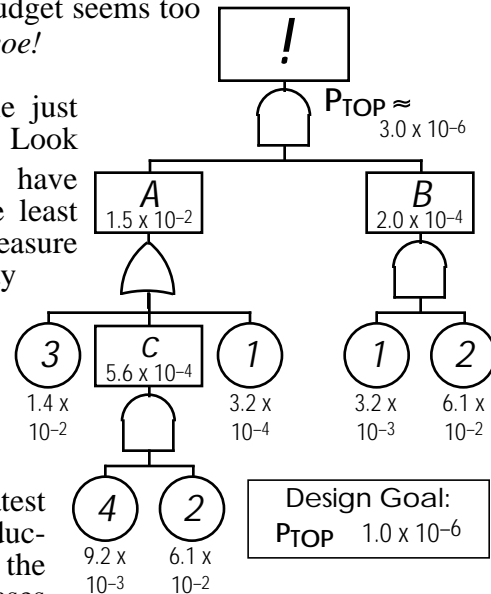 udget seems too
oe!
e just
Look
have
e least
easure
y
atest
duc-
the
ses
!
PTOP ≈
3.0 x 10–6
A
1.5 x 10–2
B
2.0 x 10–4
3
1.4 x
10–2
C
5.6 x 10–4
1
3.2 x
10–4
1
3.2 x
10–3
2
6.1 x
10–2
4
9.2 x
10–3
2
6.1 x
10–2
Design Goal:
PTOP 1.0 x 10–6